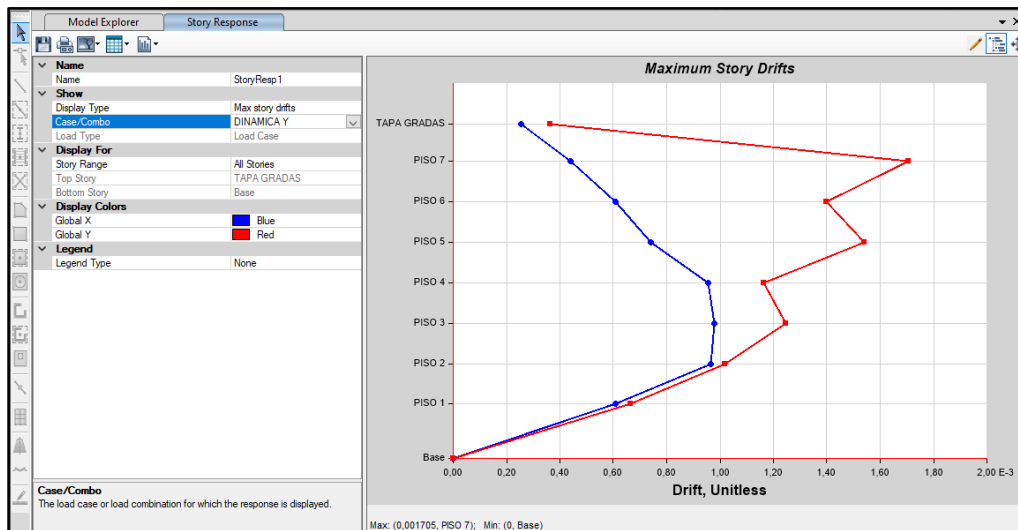 Model Explorer
Story Response
Name
Name StoryResp1
Show
Display Type Max story drifts
Case/Combo DINAMICA Y
Load Type Load Case
Display For
Story Range All Stories
Top Story TAPA GRADAS
Bottom Story Base
Display Colors
Global X Blue
Global Y Red
Legend
Legend Type None
Case/Combo
The load case or load combination for which the response is displayed.
Maximum Story Drifts
TAPA GRADAS
PISO 7
PISO 6
PISO 5
PISO 4
PISO 3
PISO 2
PISO 1
Base
0,00 0,20 0,40 0,60 0,80 1,00 1,20 1,40 1,60 1,80 2,00 E-3
Drift, Unitless
Max: (0,001705, PISO 7); Min: (0, Base)